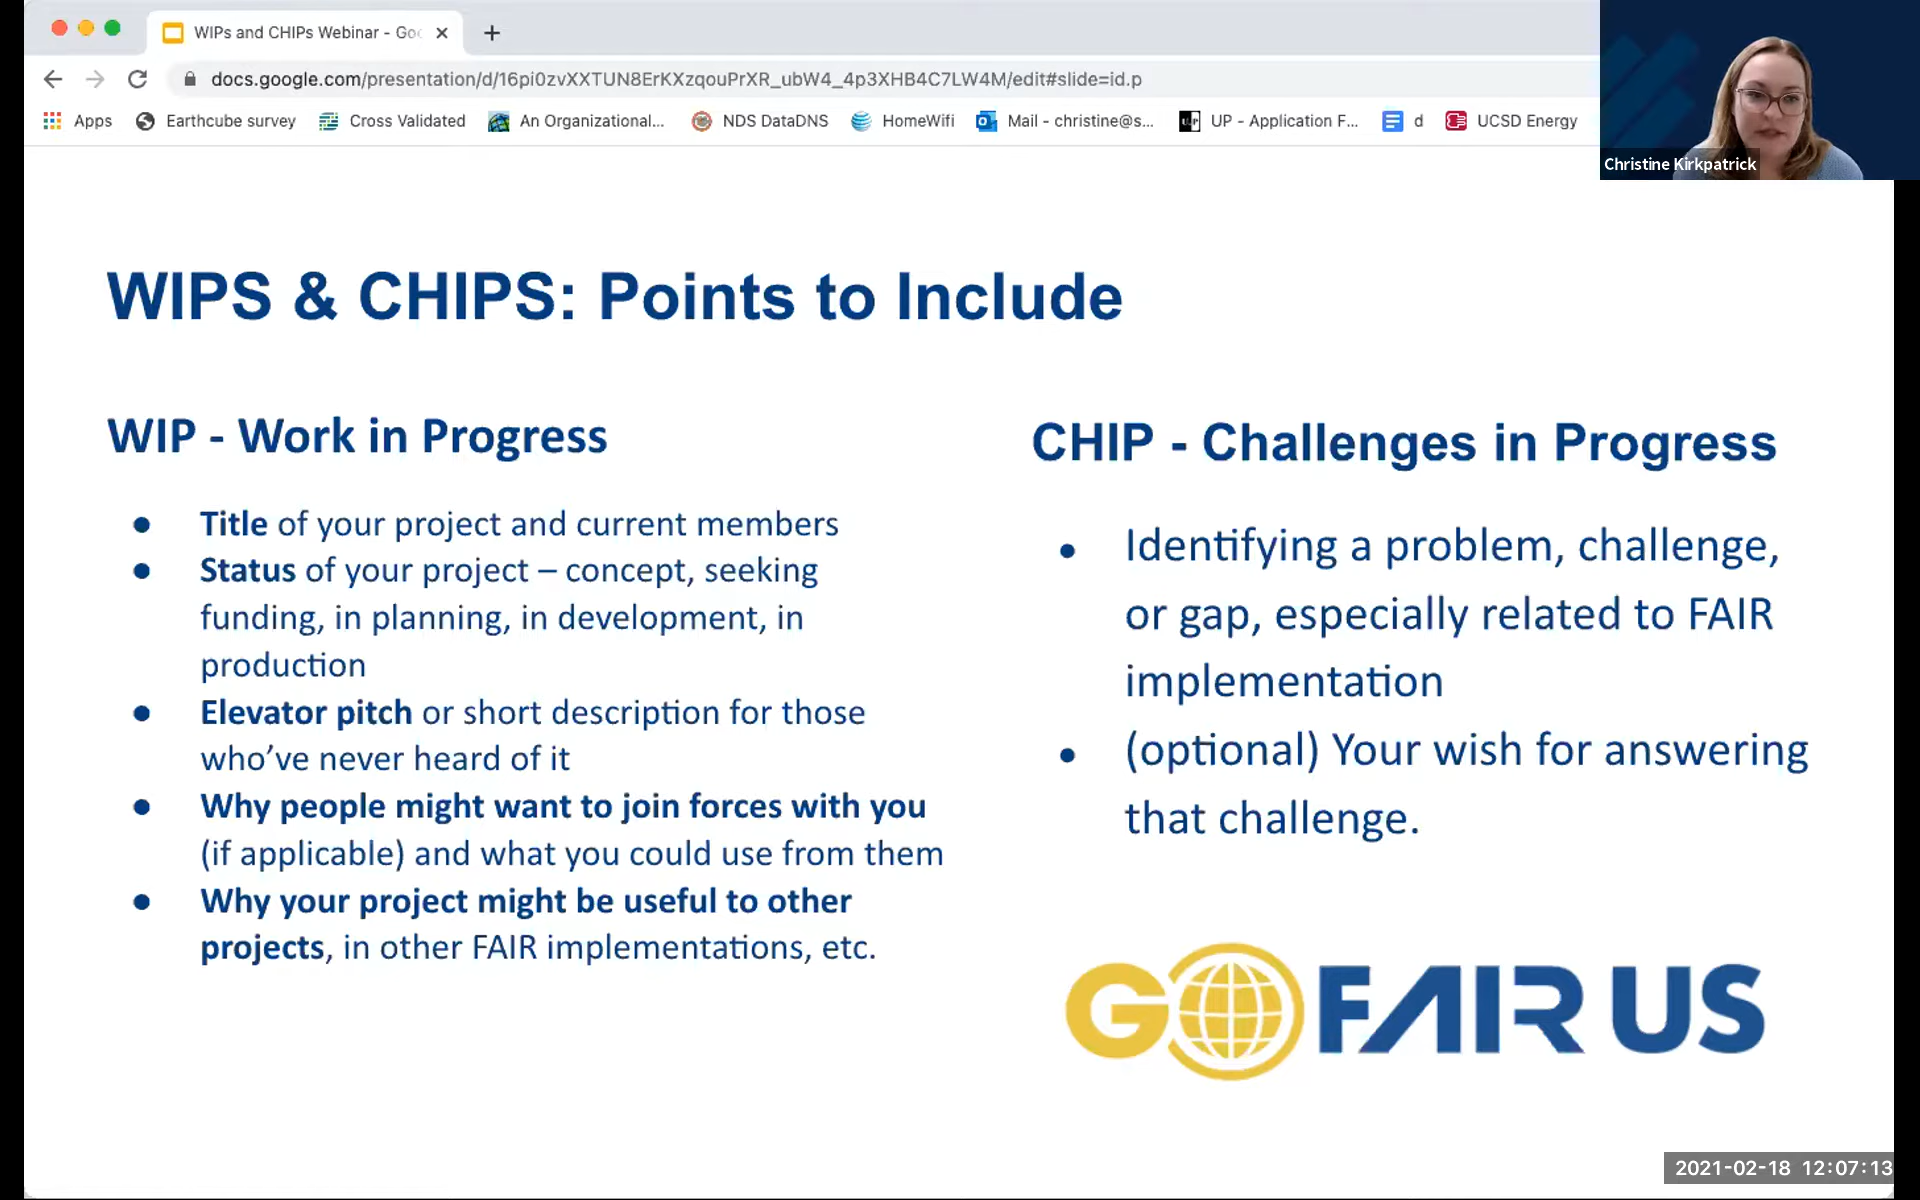 WIPs and CHIPs Webinar - Goo
docs.google.com/presentation/d/16pi0zvXXTUN8ErKXzqouPrXR_ubW4_4p3XHB4C7LW4M/edit#slide=id.p
Apps Earthcube survey Cross Validated An Organizational... NDS DataDNS HomeWifi Mail - christine@s... UP - Application F... d UCSD Energy
Christine Kirkpatrick
WIPS & CHIPS: Points to Include
WIP - Work in Progress
● Title of your project and current members
● Status of your project – concept, seeking
funding, in planning, in development, in
production
● Elevator pitch or short description for those
who’ve never heard of it
● Why people might want to join forces with you
(if applicable) and what you could use from them
● Why your project might be useful to other
projects, in other FAIR implementations, etc.
CHIP - Challenges in Progress
● Identifying a problem, challenge,
or gap, especially related to FAIR
implementation
● (optional) Your wish for answering
that challenge.
GO FAIR US
2021-02-18 12:07:13